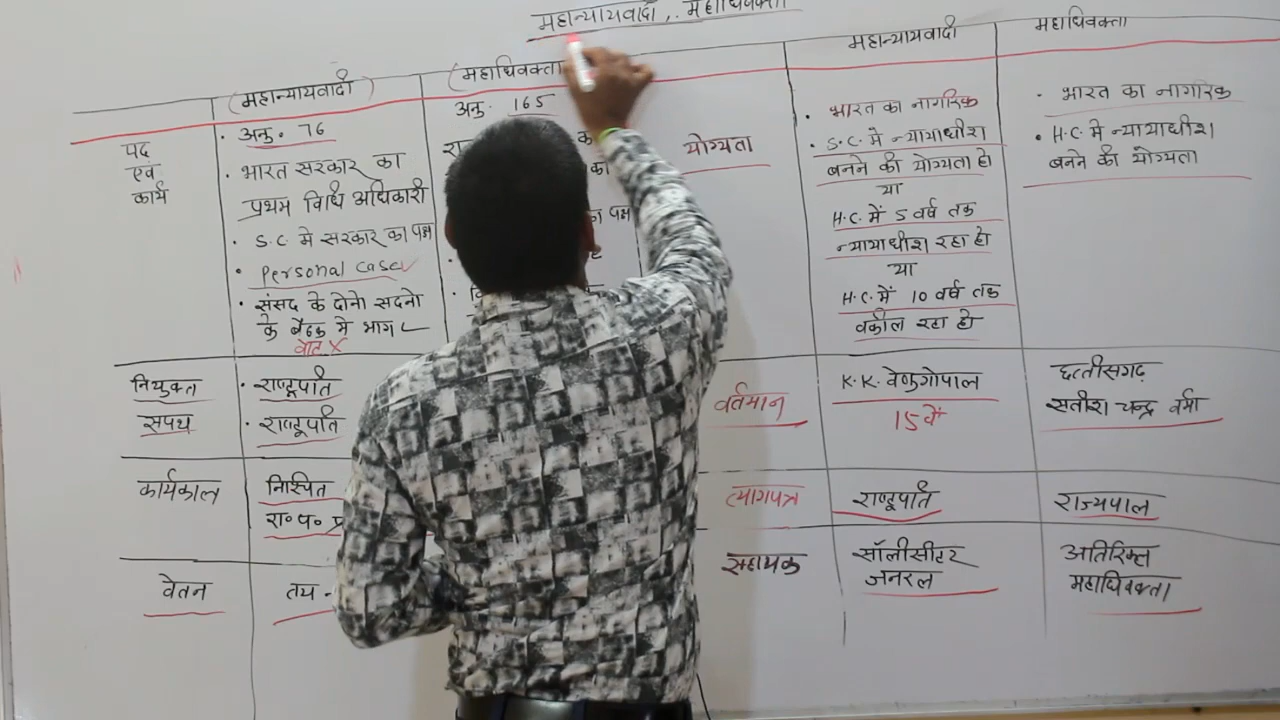 महान्यायवादी, महाधिवक्ता
(महान्यायवादी)
(महाधिवक्ता
महान्यायवादी
महाधिवक्ता
पद
एवं
कार्य
• अनु. 76
• भारत सरकार का
प्रथम विधि अधिकारी
• S.C. मे सरकार का पक्ष
• Personal case
• संसद के दोनो सदनो
के बैठक मे भाग
वोट X
अनु. 165
का पक्ष
योग्यता
• भारत का नागरिक
• S.C. में न्यायाधीश
बनने की योग्यता हो
या
H.C. में 5 वर्ष तक
न्यायाधीश रहा हो
या
H.C. में 10 वर्ष तक
वकील रहा हो
• भारत का नागरिक
• H.C. मे न्यायाधीश
बनने की योग्यता
नियुक्त
सपथ
• राष्ट्रपति
• राष्ट्रपति
वर्तमान
K.K. वेणुगोपाल
15 वें
छत्तीसगढ़
सतीश चन्द्र वर्मा
कार्यकाल
निश्चित
रा॰प॰ प्र
त्यागपत्र
राष्ट्रपति
राज्यपाल
वेतन
तय -
सहायक
सॉलीसीटर
जनरल
अतिरिक्त
महाधिवक्ता